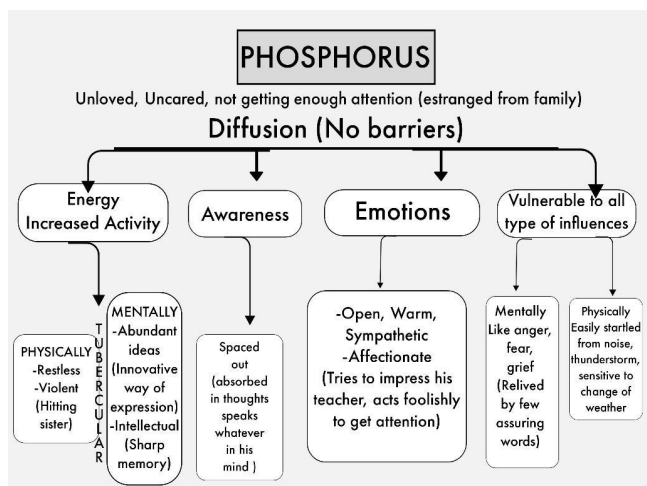 PHOSPHORUS
Unloved, Uncared, not getting enough attention (estranged from family)
Diffusion (No barriers)
Energy
Increased Activity
Awareness
Emotions
Vulnerable to all
type of influences
PHYSICALLY
-Restless
-Violent
(Hitting
sister)
TUBERCULAR
MENTALLY
-Abundant
ideas
(Innovative
way of
expression)
-Intellectual
(Sharp
memory)
Spaced
out
(absorbed
in thoughts
speaks
whatever
in his
mind )
-Open, Warm,
Sympathetic
-Affectionate
(Tries to impress his
teacher, acts foolishly
to get attention)
Mentally
Like anger,
fear,
grief
(Relived
by few
assuring
words)
Physically
Easily startled
from noise,
thunderstorm,
sensitive to
change of
weather